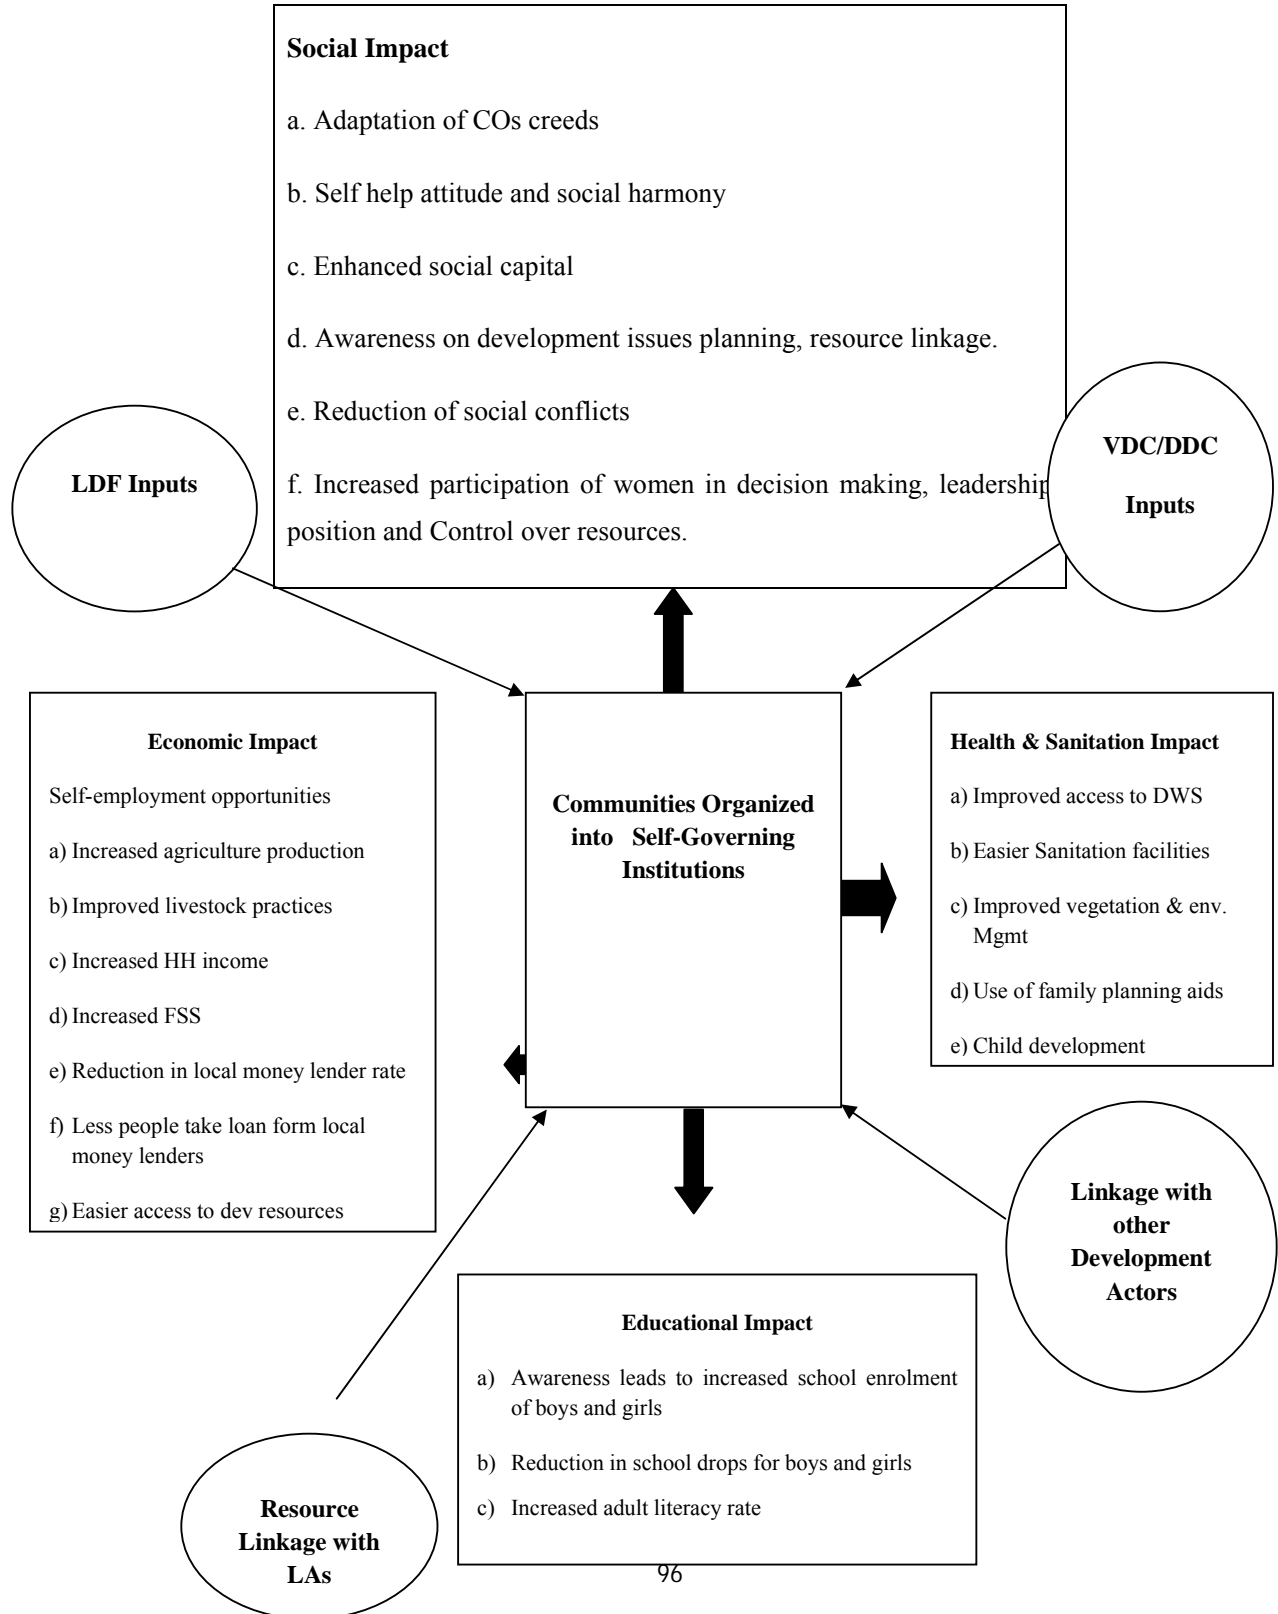 Social Impact
a. Adaptation of COs creeds
b. Self help attitude and social harmony
c. Enhanced social capital
d. Awareness on development issues planning, resource linkage.
e. Reduction of social conflicts
f. Increased participation of women in decision making, leadership
position and Control over resources.
LDF Inputs
VDC/DDC
Inputs
Economic Impact
Self-employment opportunities
a) Increased agriculture production
b) Improved livestock practices
c) Increased HH income
d) Increased FSS
e) Reduction in local money lender rate
f) Less people take loan form local
money lenders
g) Easier access to dev resources
Communities Organized
into Self-Governing
Institutions
Health & Sanitation Impact
a) Improved access to DWS
b) Easier Sanitation facilities
c) Improved vegetation & env.
Mgmt
d) Use of family planning aids
e) Child development
Linkage with
other
Development
Actors
Educational Impact
a) Awareness leads to increased school enrolment
of boys and girls
b) Reduction in school drops for boys and girls
c) Increased adult literacy rate
Resource
Linkage with
LAs
96